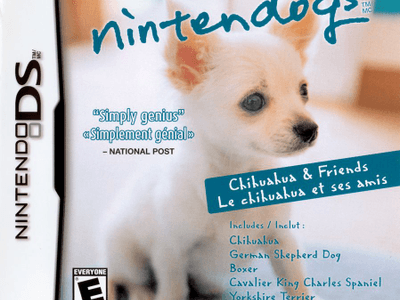 nintendogs TM MC
NINTENDO DS TM
"Simply genius"
«Simplement génial»
– NATIONAL POST
Chihuahua & Friends
Le chihuahua et ses amis
Includes / Inclut :
Chihuahua
German Shepherd Dog
Boxer
Cavalier King Charles Spaniel
Yorkshire Terrier
EVERYONE
E